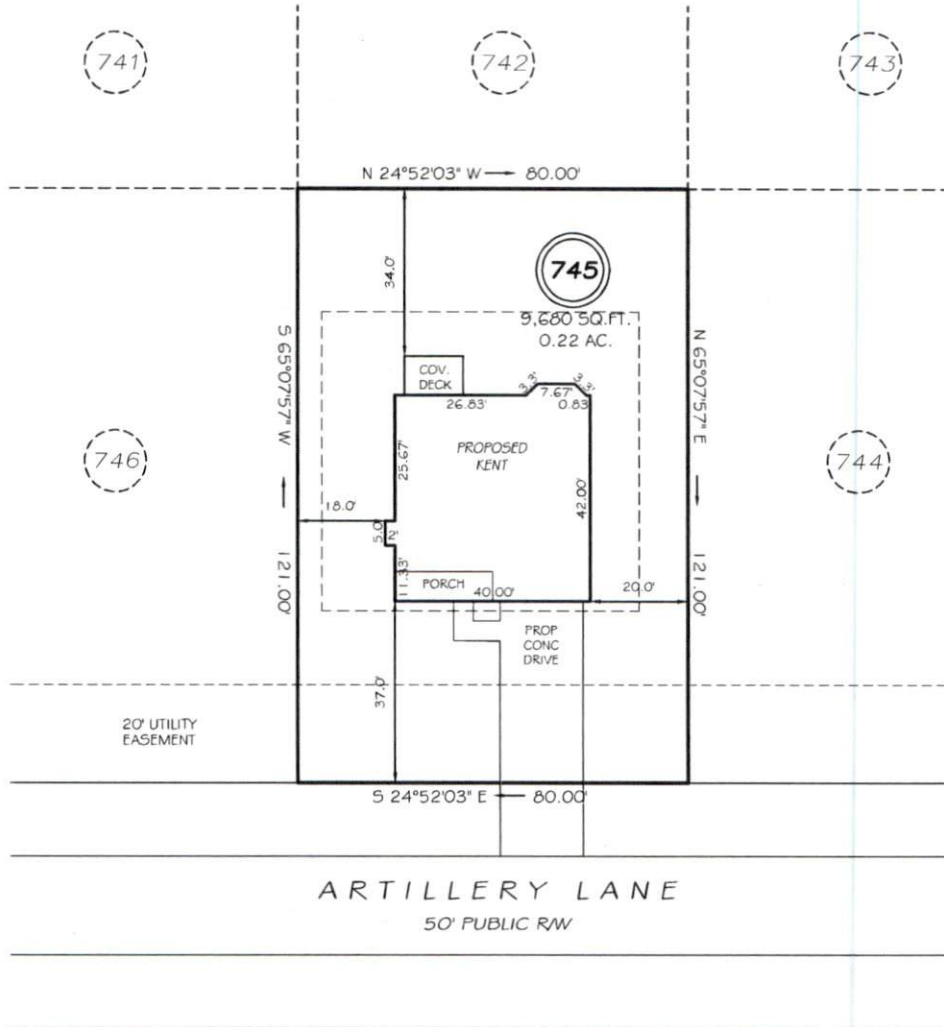 741
742
743
N 24°52'03" W 80.00'
34.0'
745
9,680 SQ.FT.
0.22 AC.
S 65°07'57" W 121.00'
N 65°07'57" E 121.00'
COV.
DECK
3.3'
7.67'
3.3'
26.83'
0.83
PROPOSED
KENT
25.67'
42.00'
746
744
18.0'
5.0'
2'
11.33'
PORCH
40.00'
20.0'
PROP
CONC
DRIVE
37.0'
20' UTILITY
EASEMENT
S 24°52'03" E 80.00'
ARTILLERY LANE
50' PUBLIC R/W